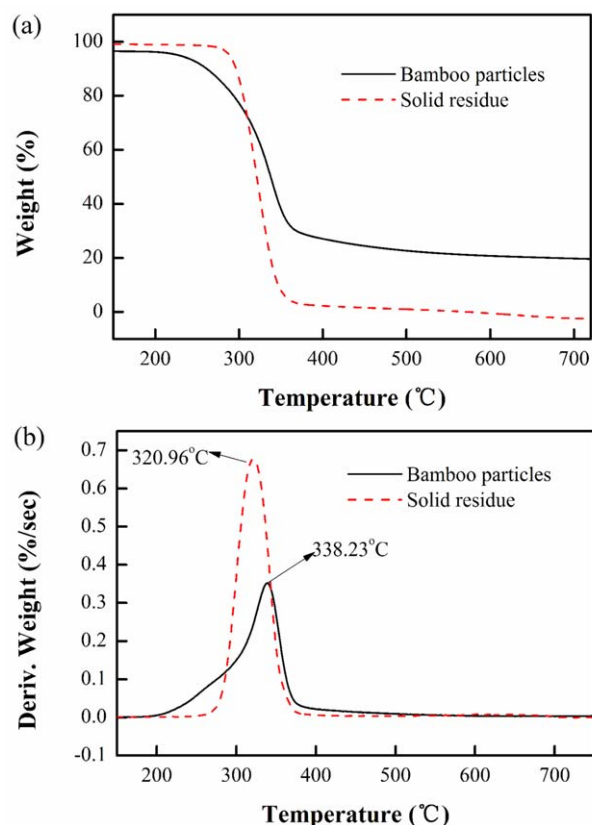 (a)
100
80
60
40
20
0
Weight (%)
Bamboo particles
Solid residue
200 300 400 500 600 700
Temperature (℃)
(b)
0.7
0.6
0.5
0.4
0.3
0.2
0.1
0.0
-0.1
Deriv. Weight (%/sec)
320.96°C
338.23°C
Bamboo particles
Solid residue
200 300 400 500 600 700
Temperature (℃)